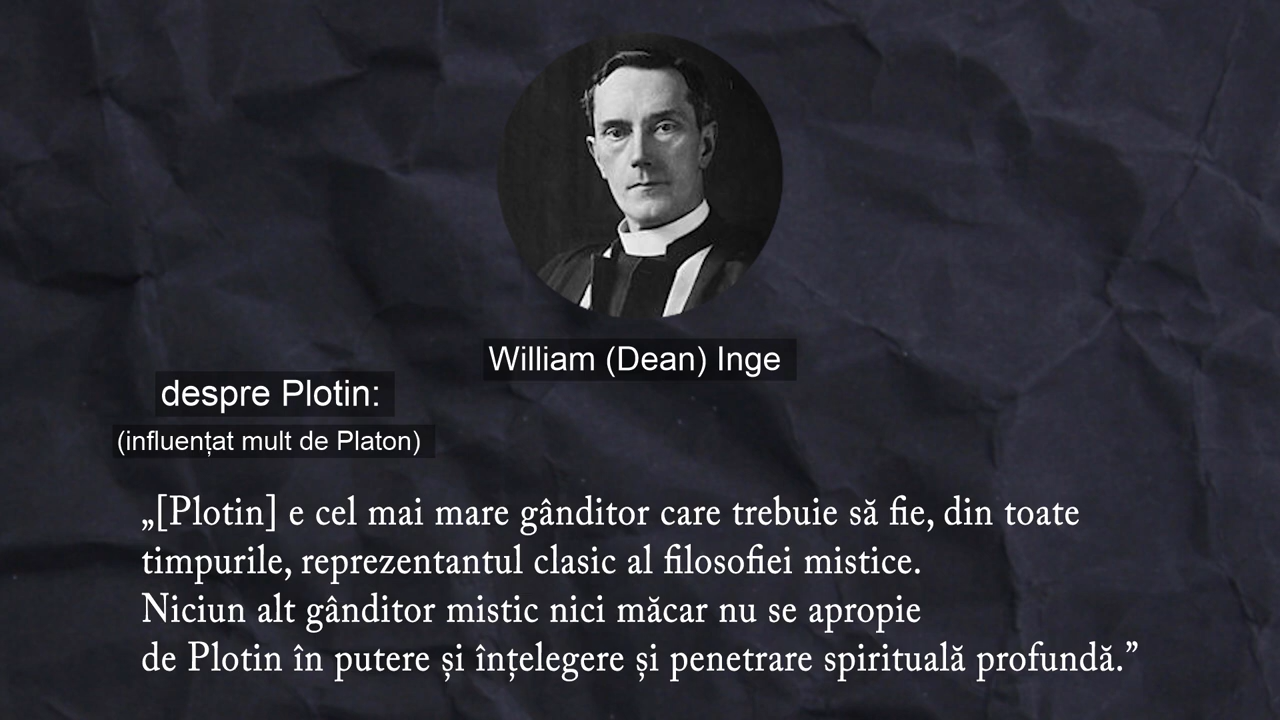 William (Dean) Inge
despre Plotin:
(influențat mult de Platon)
„[Plotin] e cel mai mare gânditor care trebuie să fie, din toate
timpurile, reprezentantul clasic al filosofiei mistice.
Niciun alt gânditor mistic nici măcar nu se apropie
de Plotin în putere și înțelegere și penetrare spirituală profundă.”